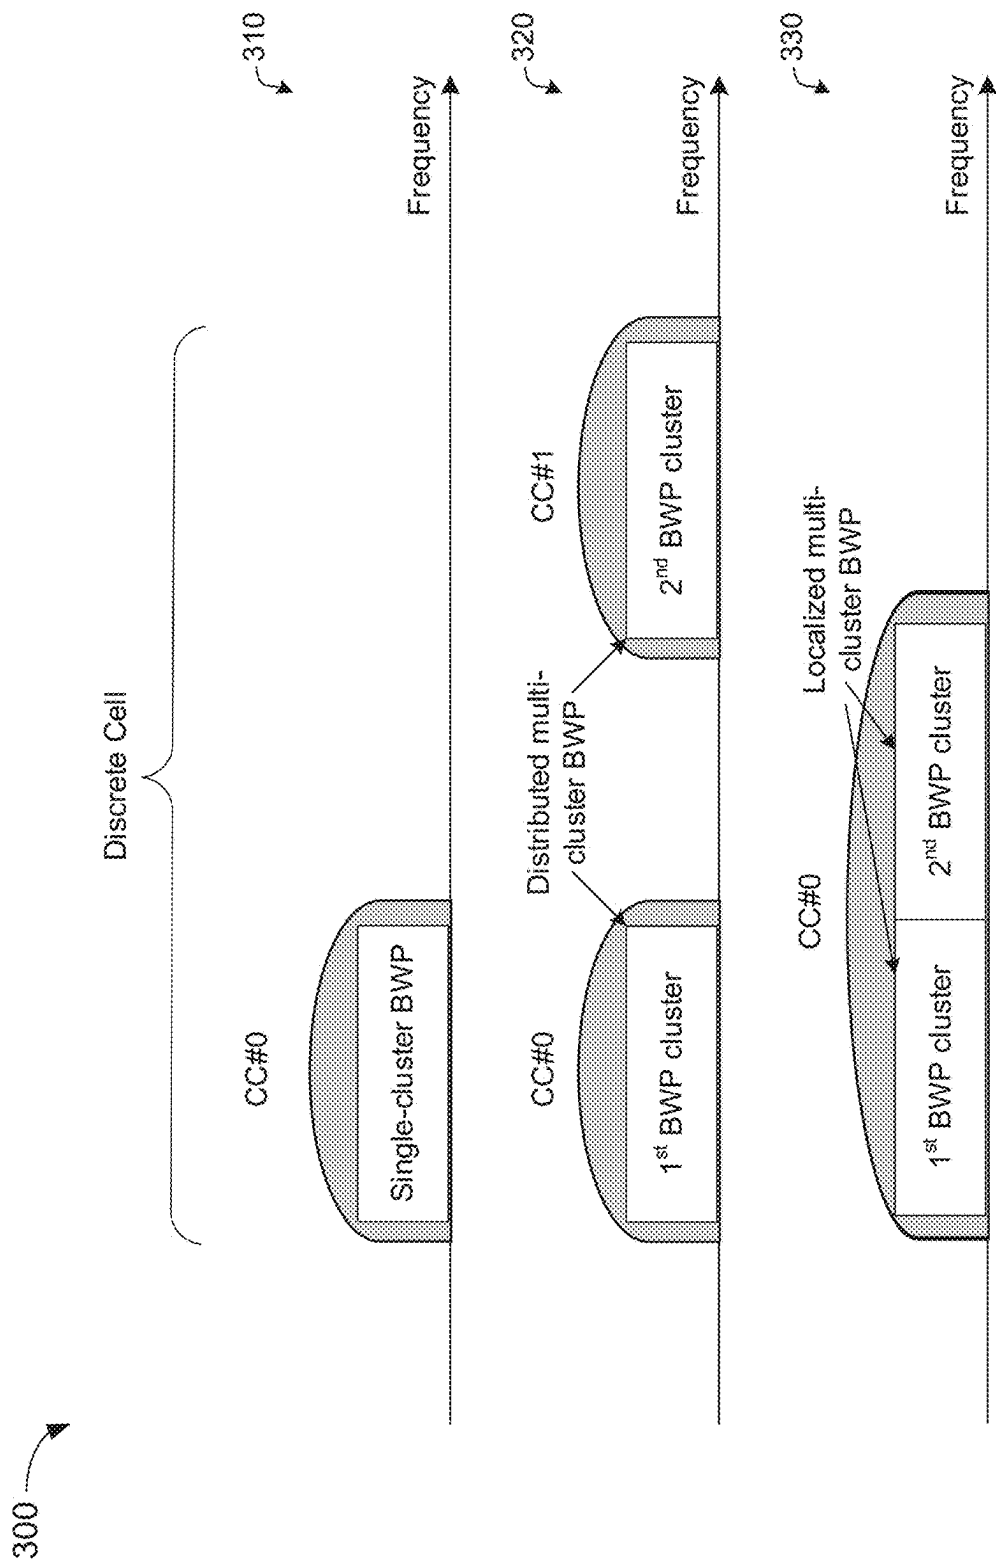 300
Discrete Cell
310
CC#0
Single-cluster BWP
Frequency
320
CC#0
CC#1
Distributed multi-
cluster BWP
1st BWP cluster
2nd BWP cluster
Frequency
330
CC#0
Localized multi-
cluster BWP
1st BWP cluster
2nd BWP cluster
Frequency